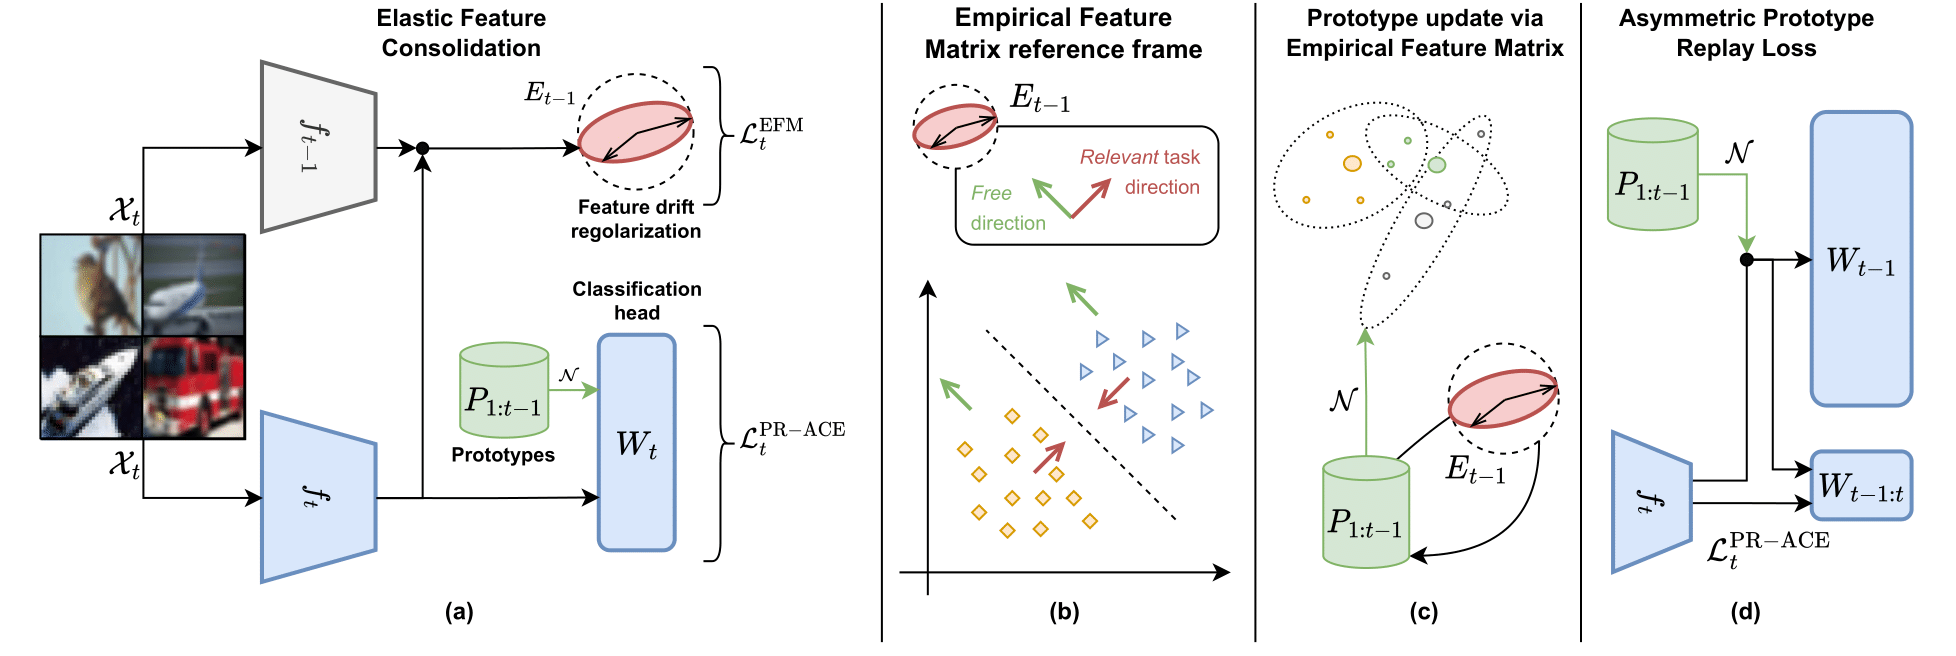 Elastic Feature
Consolidation
f_{t-1}
E_{t-1}
\mathcal{L}_t^{EFM}
Feature drift
regolarization
\mathcal{X}_t
Classification
head
P_{1:t-1}
\mathcal{N}
Prototypes
W_t
\mathcal{L}_t^{PR-ACE}
\mathcal{X}_t
f_t
(a)
Empirical Feature
Matrix reference frame
E_{t-1}
Relevant task
direction
Free
direction
(b)
Prototype update via
Empirical Feature Matrix
\mathcal{N}
E_{t-1}
P_{1:t-1}
(c)
Asymmetric Prototype
Replay Loss
P_{1:t-1}
\mathcal{N}
W_{t-1}
f_t
W_{t-1:t}
\mathcal{L}_t^{PR-ACE}
(d)